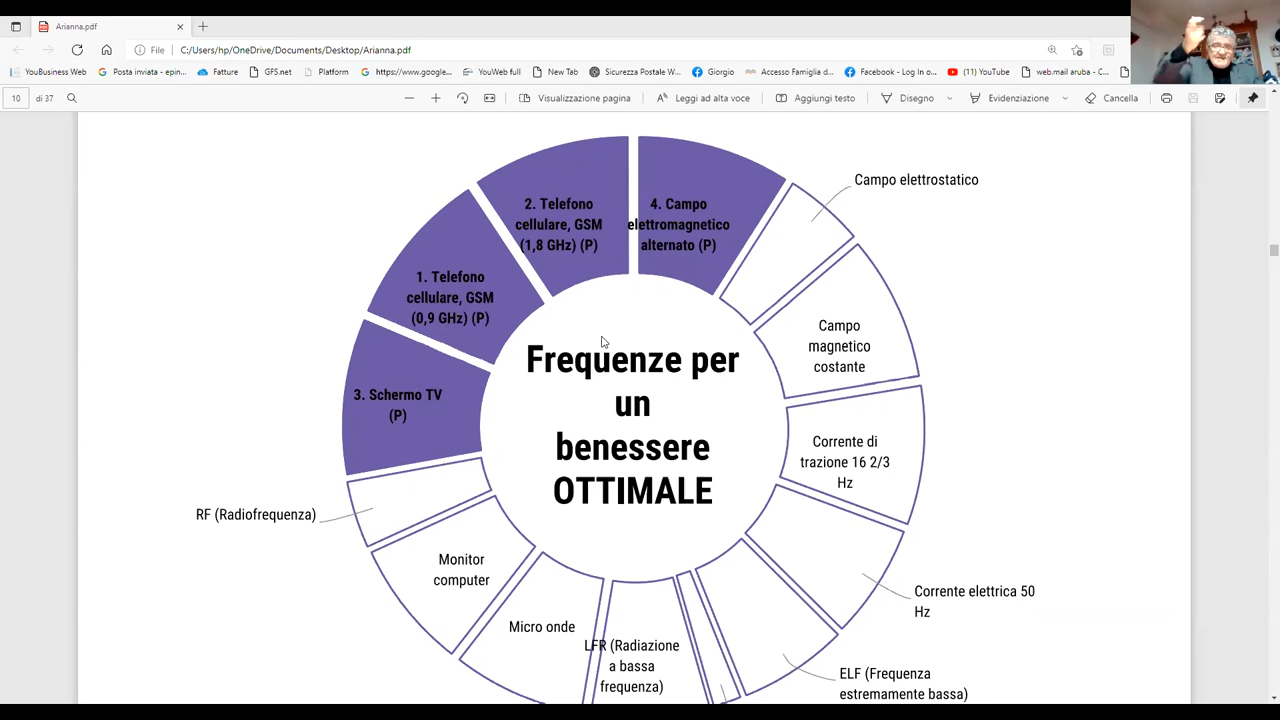 Arianna.pdf
File
C:/Users/hp/OneDrive/Documents/Desktop/Arianna.pdf
YouBusiness Web
Posta inviata - epin...
Fatture
GFS.net
Platform
https://www.google...
YouWeb full
New Tab
Sicurezza Postale W...
Giorgio
Accesso Famiglia d...
Facebook - Log In o...
(11) YouTube
web.mail aruba - C...
10 di 37
Visualizzazione pagina
Leggi ad alta voce
Aggiungi testo
Disegno
Evidenziazione
Cancella
Campo elettrostatico
2. Telefono
cellulare, GSM
(1,8 GHz) (P)
4. Campo
elettromagnetico
alternato (P)
1. Telefono
cellulare, GSM
(0,9 GHz) (P)
Campo
magnetico
costante
Frequenze per
un
benessere
OTTIMALE
3. Schermo TV
(P)
Corrente di
trazione 16 2/3
Hz
RF (Radiofrequenza)
Monitor
computer
Corrente elettrica 50
Hz
Micro onde
LFR (Radiazione
a bassa
frequenza)
ELF (Frequenza
estremamente bassa)